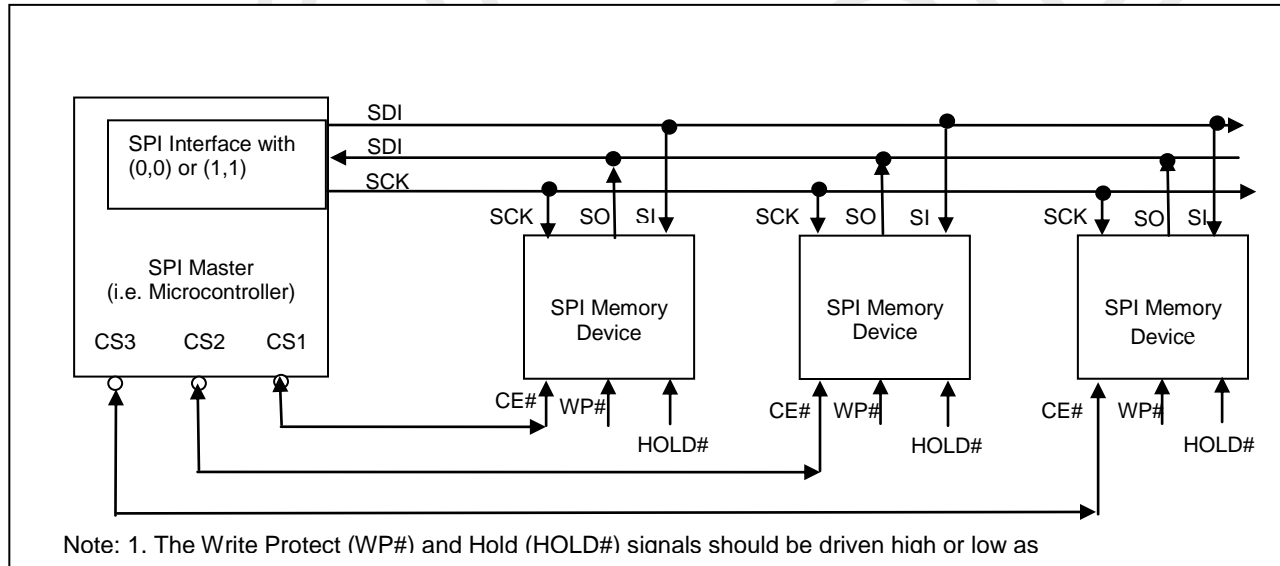 SDI
SPI Interface with
(0,0) or (1,1)
SDI
SCK
SCK SO SI
SCK SO SI
SCK SO SI
SPI Master
(i.e. Microcontroller)
CS3 CS2 CS1
SPI Memory
Device
SPI Memory
Device
SPI Memory
Device
CE# WP# HOLD#
CE# WP# HOLD#
CE# WP# HOLD#
Note: 1. The Write Protect (WP#) and Hold (HOLD#) signals should be driven high or low as